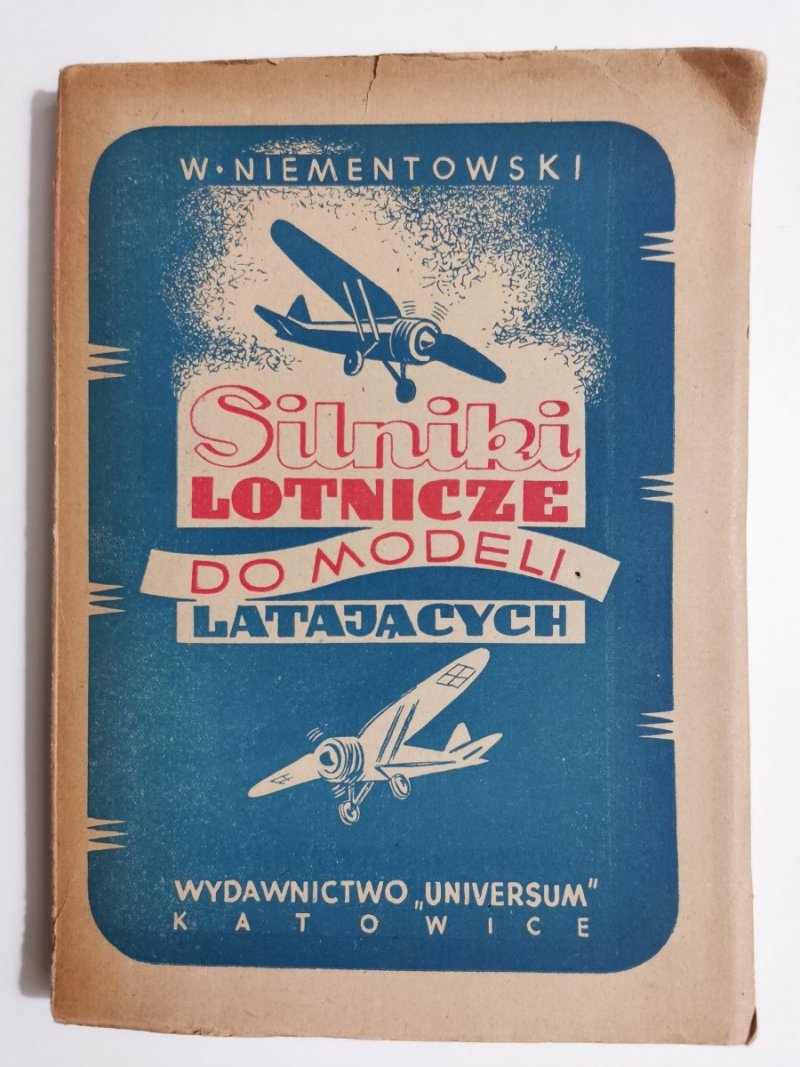 W. NIEMENTOWSKI
Silniki
LOTNICZE
DO MODELI
LATAJĄCYCH
WYDAWNICTWO „UNIVERSUM"
KATOWICE